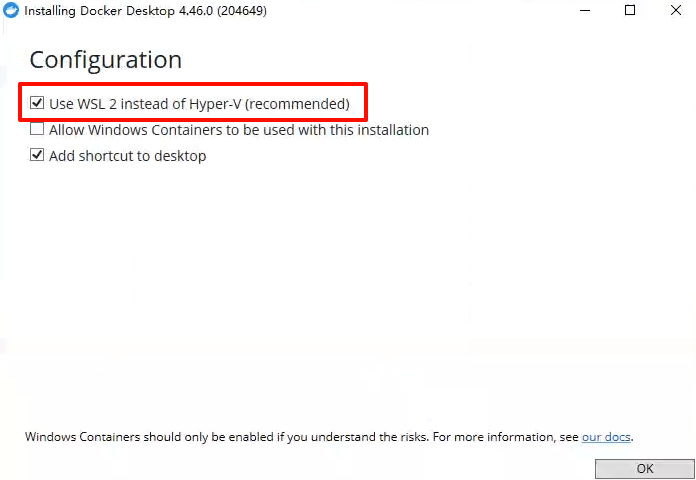 Installing Docker Desktop 4.46.0 (204649)
Configuration
Use WSL 2 instead of Hyper-V (recommended)
Allow Windows Containers to be used with this installation
Add shortcut to desktop
Windows Containers should only be enabled if you understand the risks. For more information, see our docs.
OK